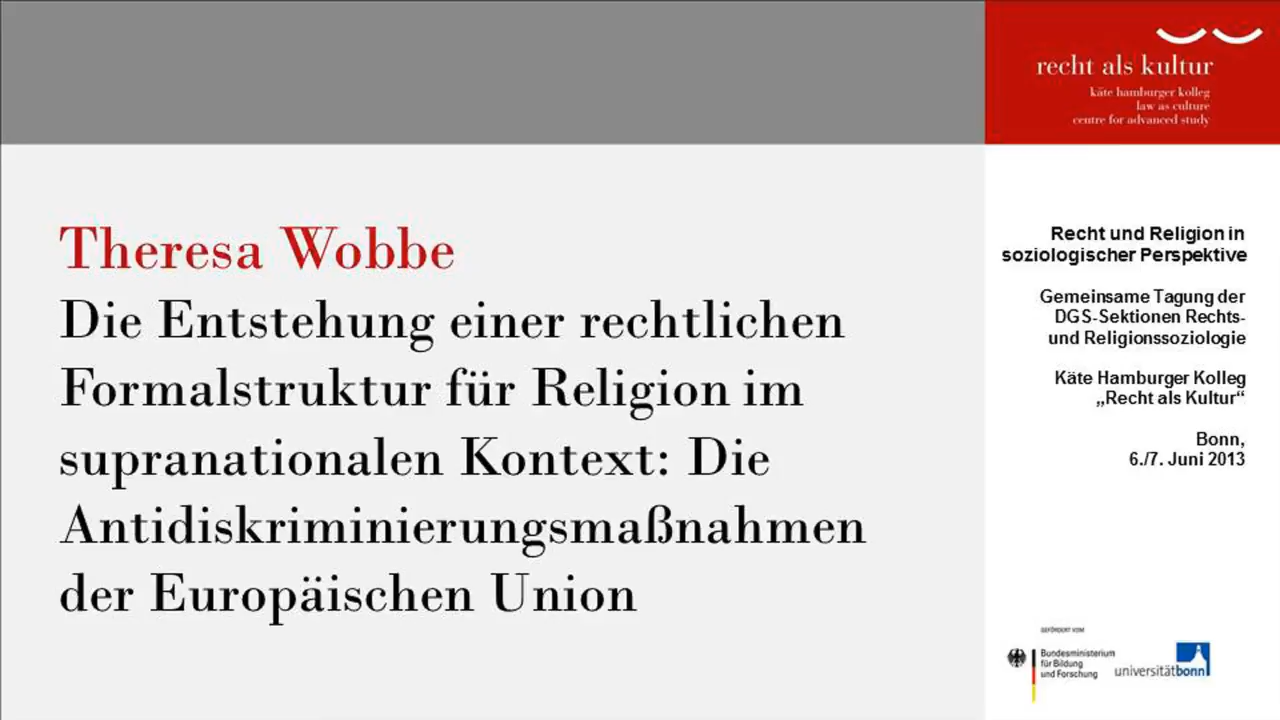 recht als kultur
käte hamburger kolleg
law as culture
centre for advanced study
Theresa Wobbe
Die Entstehung einer rechtlichen
Formalstruktur für Religion im
supranationalen Kontext: Die
Antidiskriminierungsmaßnahmen
der Europäischen Union
Recht und Religion in
soziologischer Perspektive
Gemeinsame Tagung der
DGS-Sektionen Rechts-
und Religionssoziologie
Käte Hamburger Kolleg
„Recht als Kultur“
Bonn,
6./7. Juni 2013
GEFÖRDERT VOM
Bundesministerium
für Bildung
und Forschung
universitätbonn